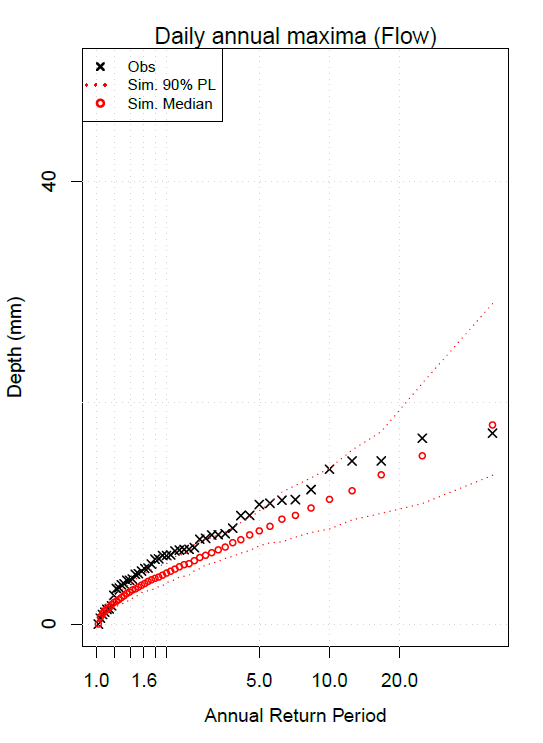 Daily annual maxima (Flow)
Obs
Sim. 90% PL
Sim. Median
40
0
Depth (mm)
1.0 1.6 5.0 10.0 20.0
Annual Return Period